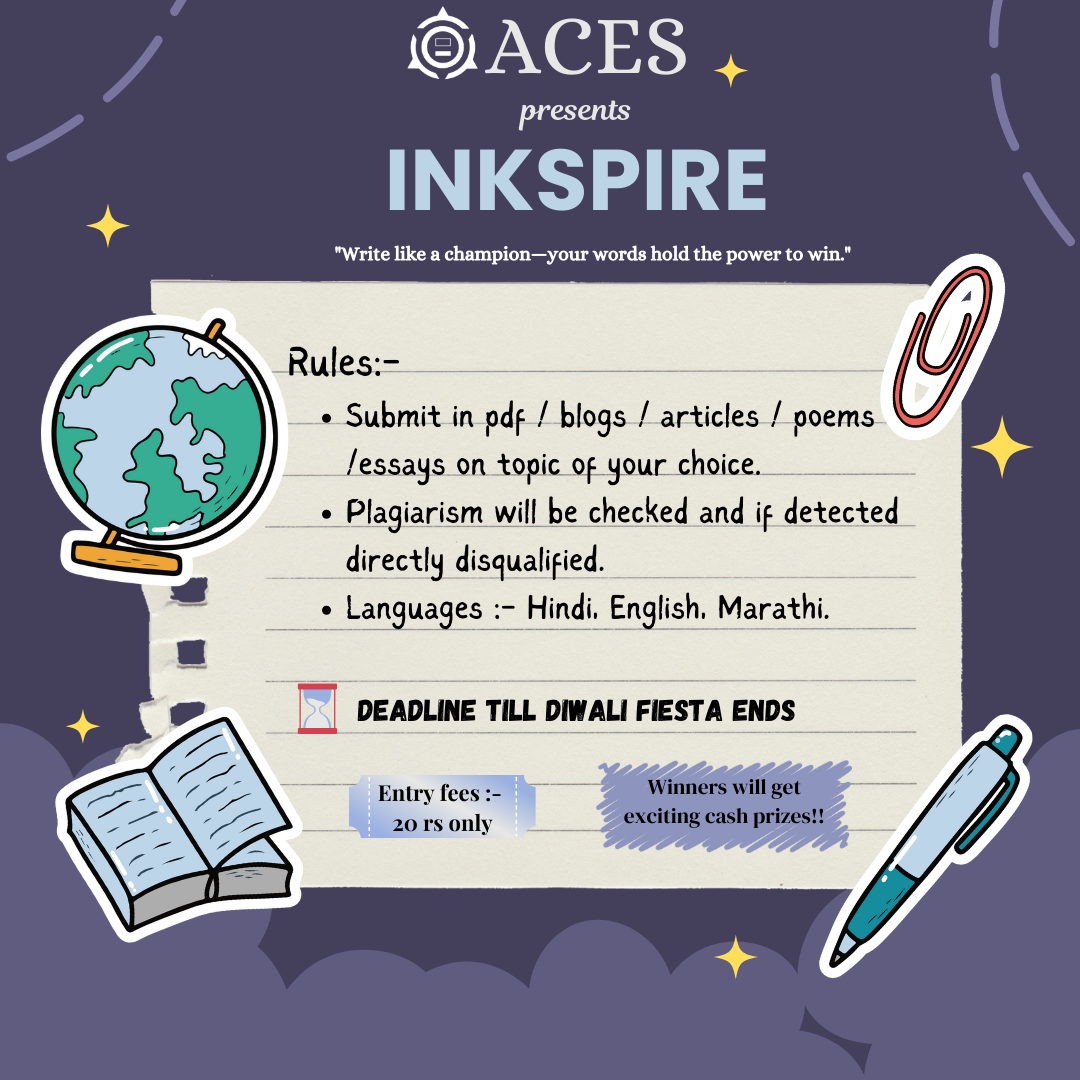 ACES
presents
INKSPIRE
"Write like a champion—your words hold the power to win."
Rules:-
• Submit in pdf / blogs / articles / poems
/essays on topic of your choice.
• Plagiarism will be checked and if detected
directly disqualified.
• Languages :- Hindi, English, Marathi.
DEADLINE TILL DIWALI FIESTA ENDS
Entry fees :-
20 rs only
Winners will get
exciting cash prizes!!